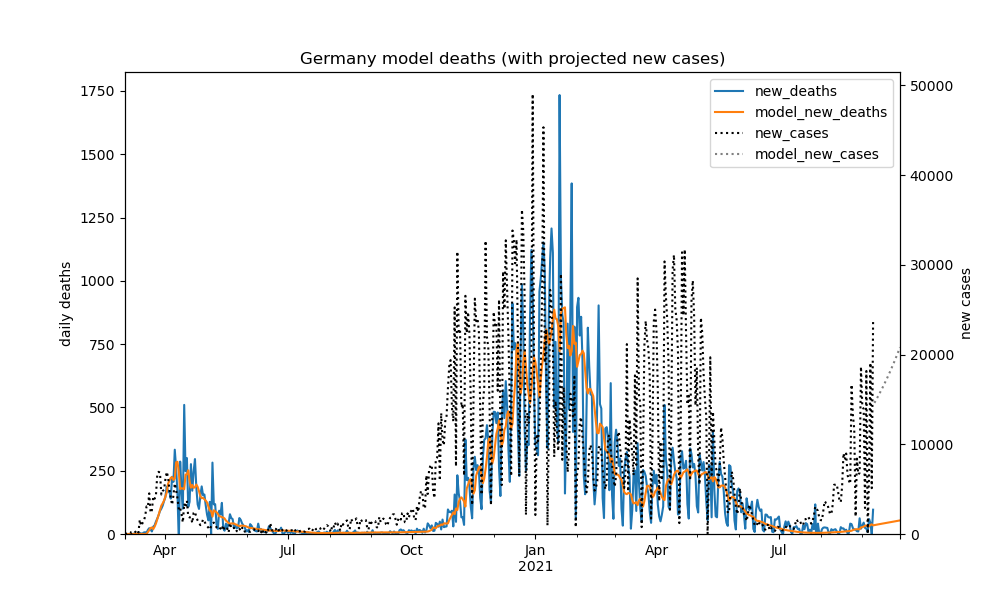 Germany model deaths (with projected new cases)
new_deaths
model_new_deaths
new_cases
model_new_cases
1750
1500
1250
1000
750
500
250
0
daily deaths
50000
40000
30000
20000
10000
0
new cases
Apr
Jul
Oct
Jan
2021
Apr
Jul